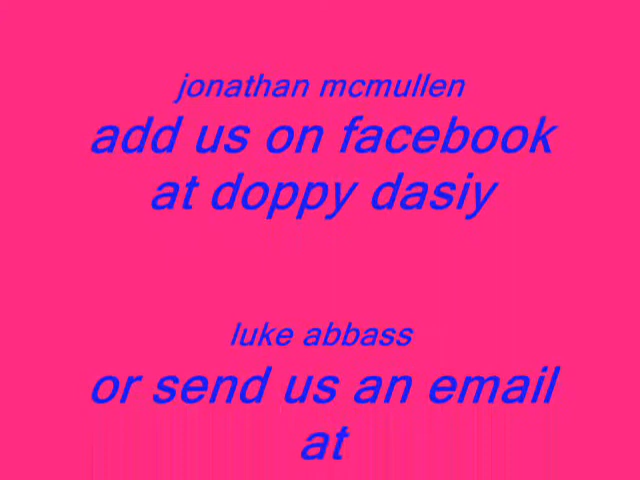 jonathan mcmullen
add us on facebook
at doppy dasiy
luke abbass
or send us an email
at